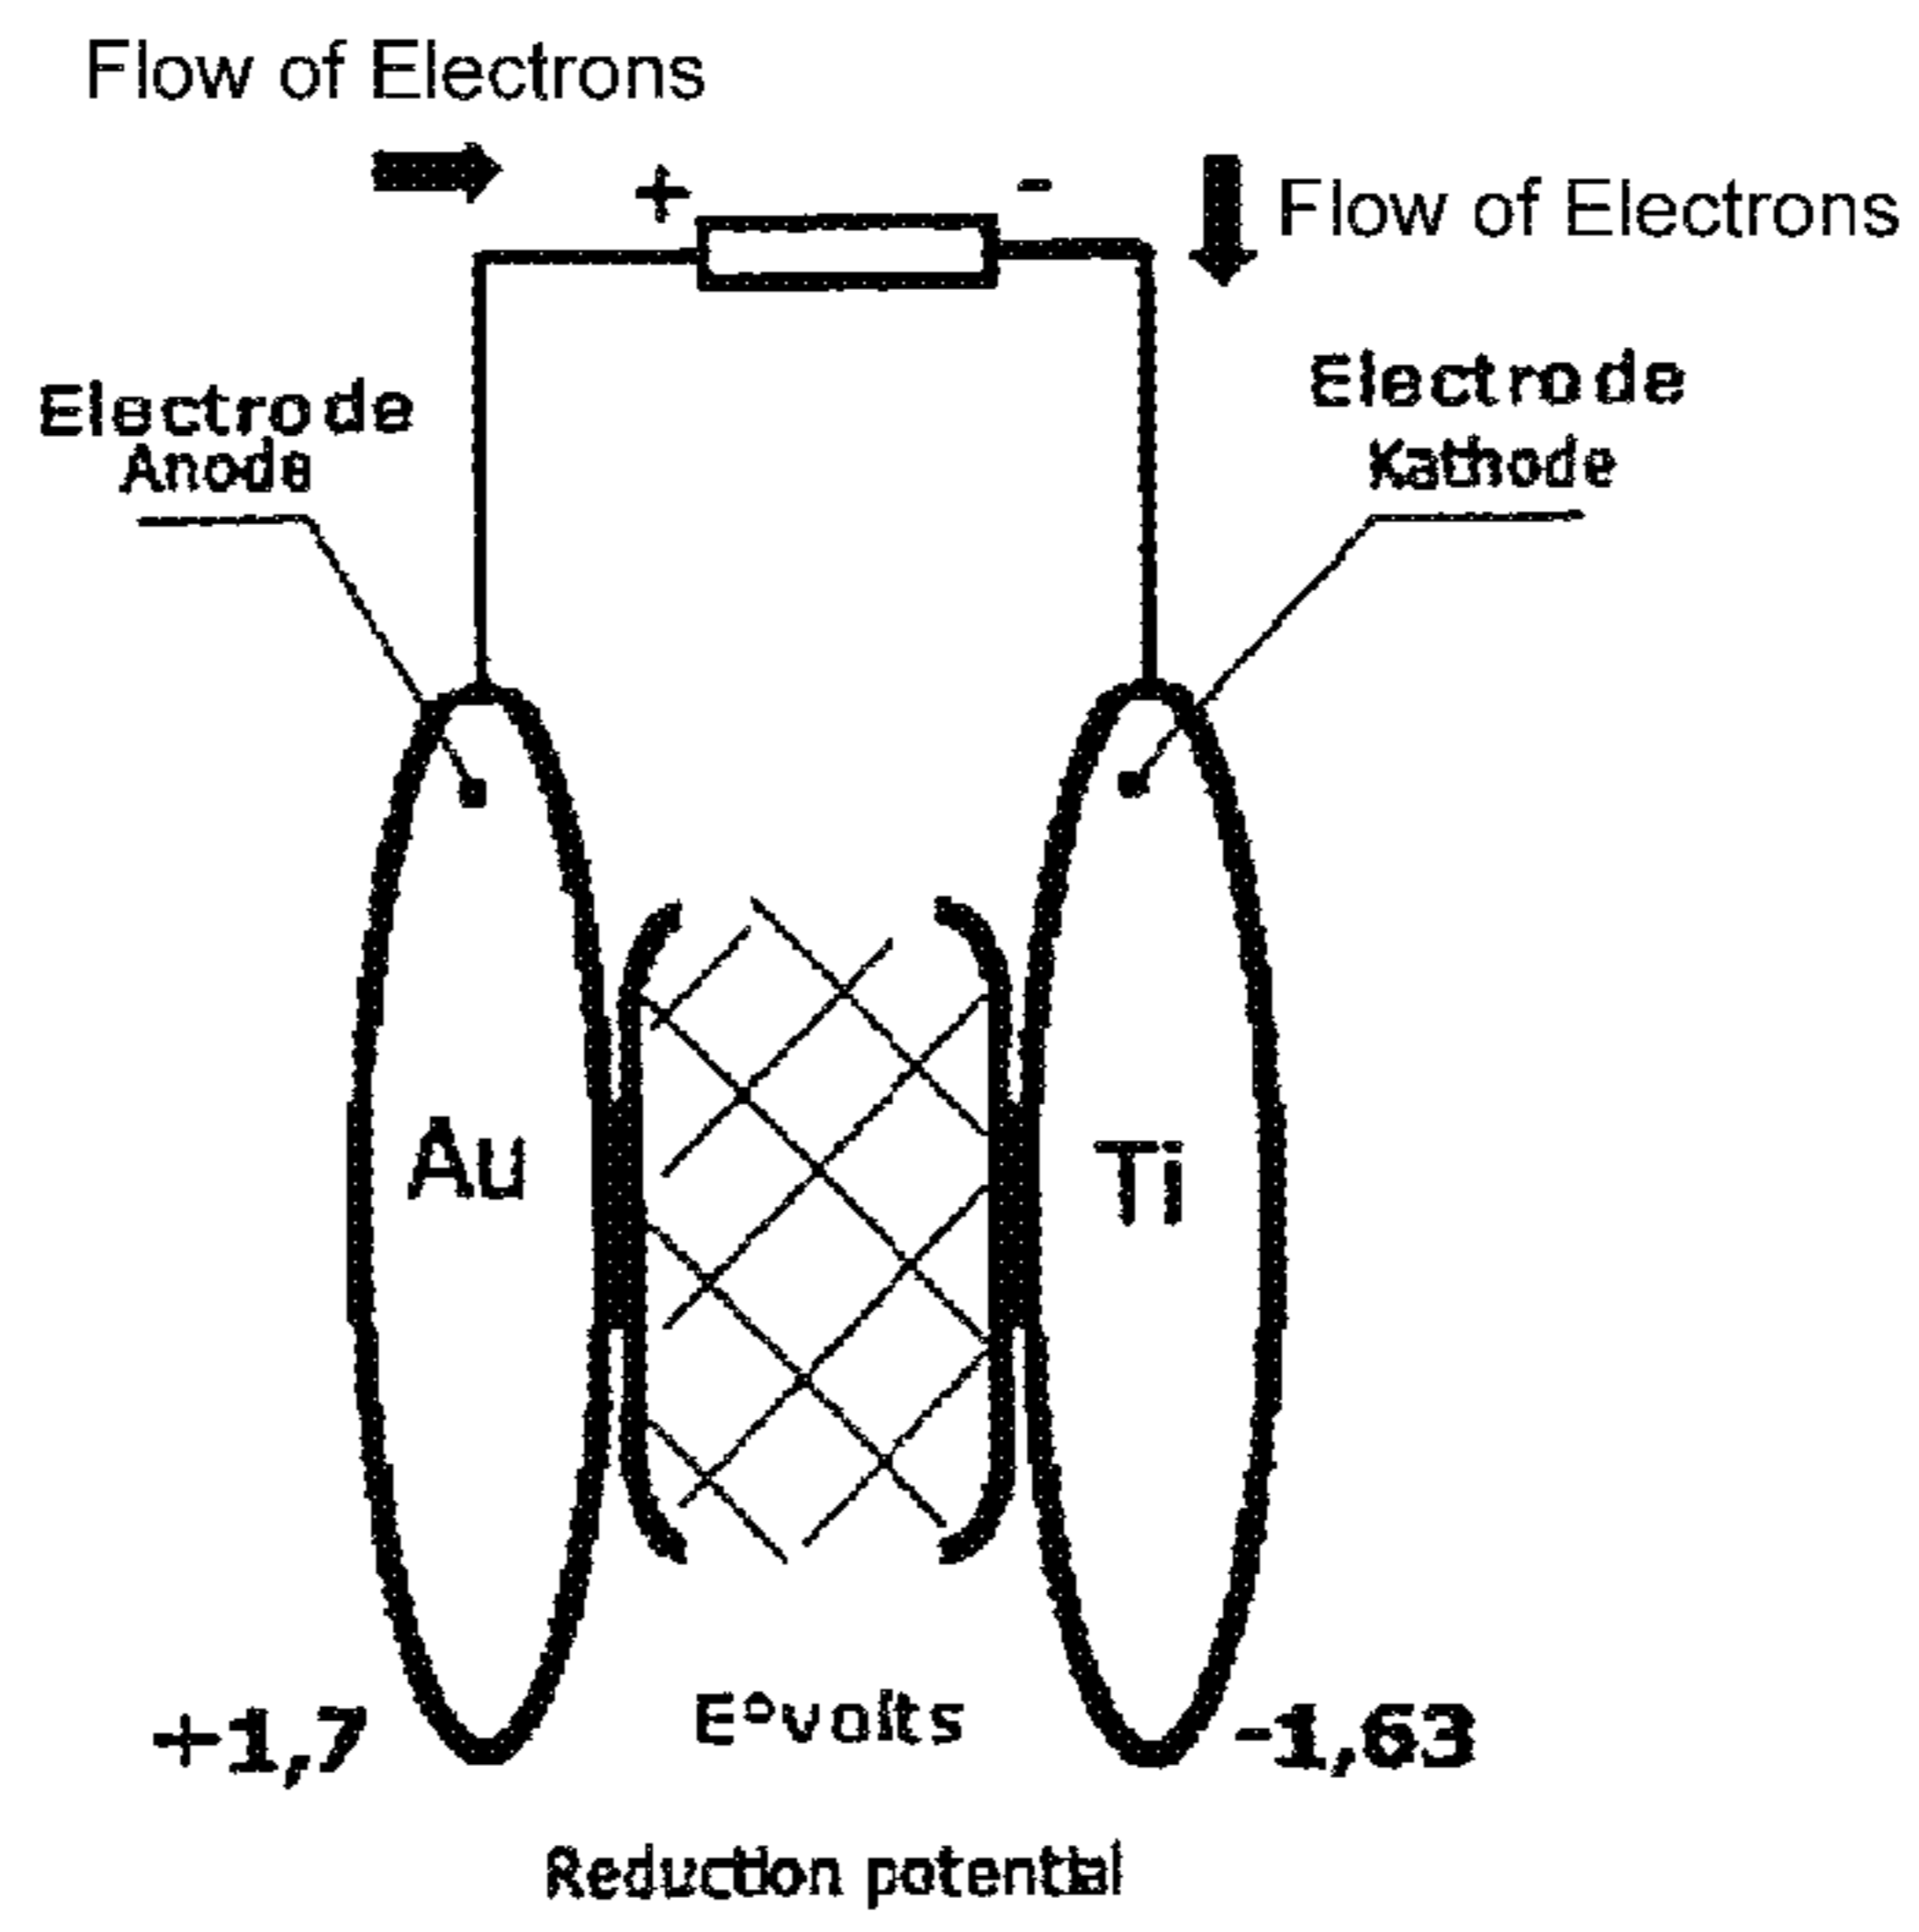 Flow of Electrons
+
-
Flow of Electrons
Electrode
Anode
Electrode
Kathode
Au
Ti
+1,7
E°volts
-1,63
Reduction potential